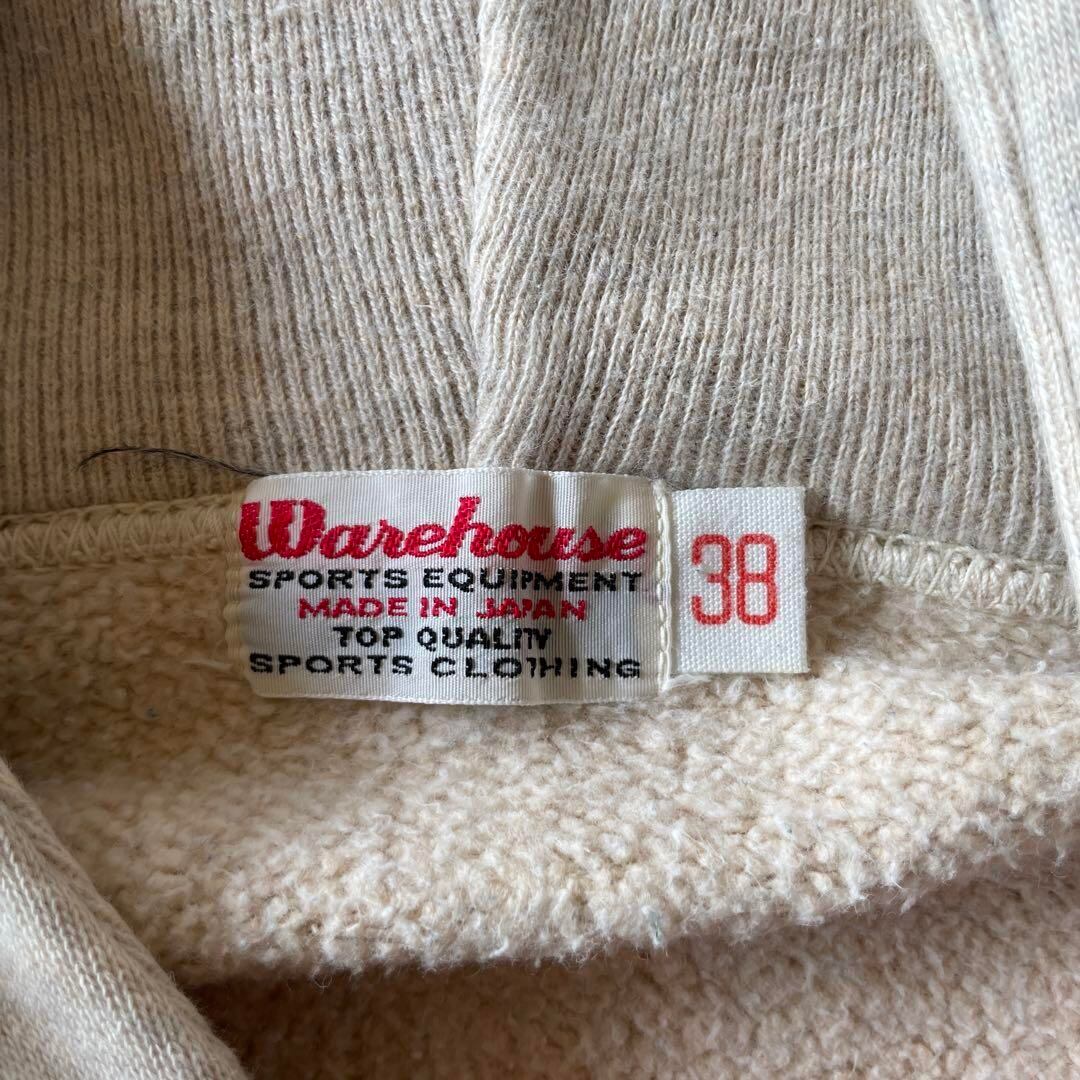 Warehouse
SPORTS EQUIPMENT
MADE IN JAPAN
TOP QUALITY
SPORTS CLOTHING
38